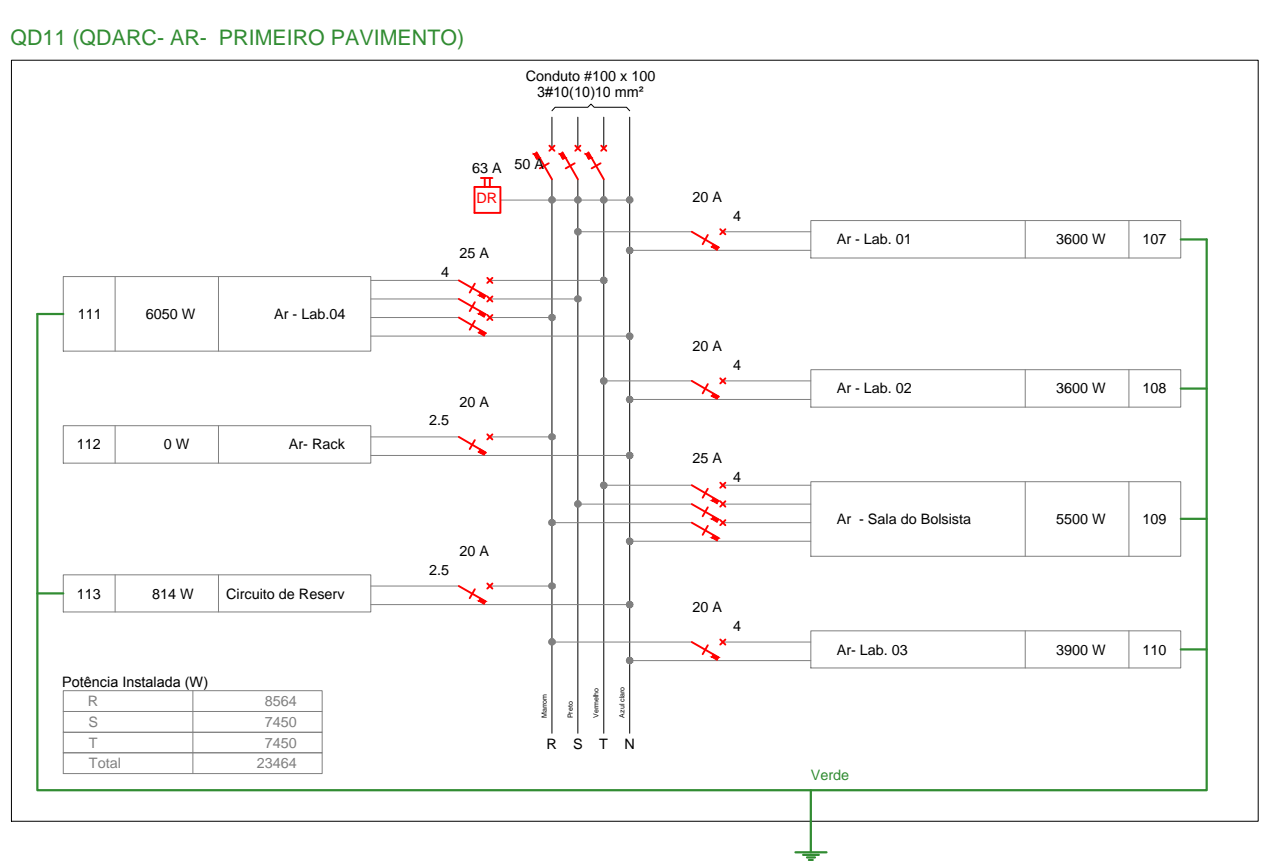 QD11 (QDARC- AR-  PRIMEIRO PAVIMENTO)
Conduto #100 x 100
3#10(10)10 mm²
63 A
50 A
DR
20 A
4
Ar - Lab. 01
3600 W
107
25 A
4
111
6050 W
Ar - Lab.04
20 A
4
Ar - Lab. 02
3600 W
108
20 A
2.5
112
0 W
Ar- Rack
25 A
4
Ar  - Sala do Bolsista
5500 W
109
20 A
2.5
113
814 W
Circuito de Reserv
20 A
4
Ar- Lab. 03
3900 W
110
Potência Instalada (W)
R 8564
S 7450
T 7450
Total 23464
Marrom
Preto
Vermelho
Azul claro
R S T N
Verde